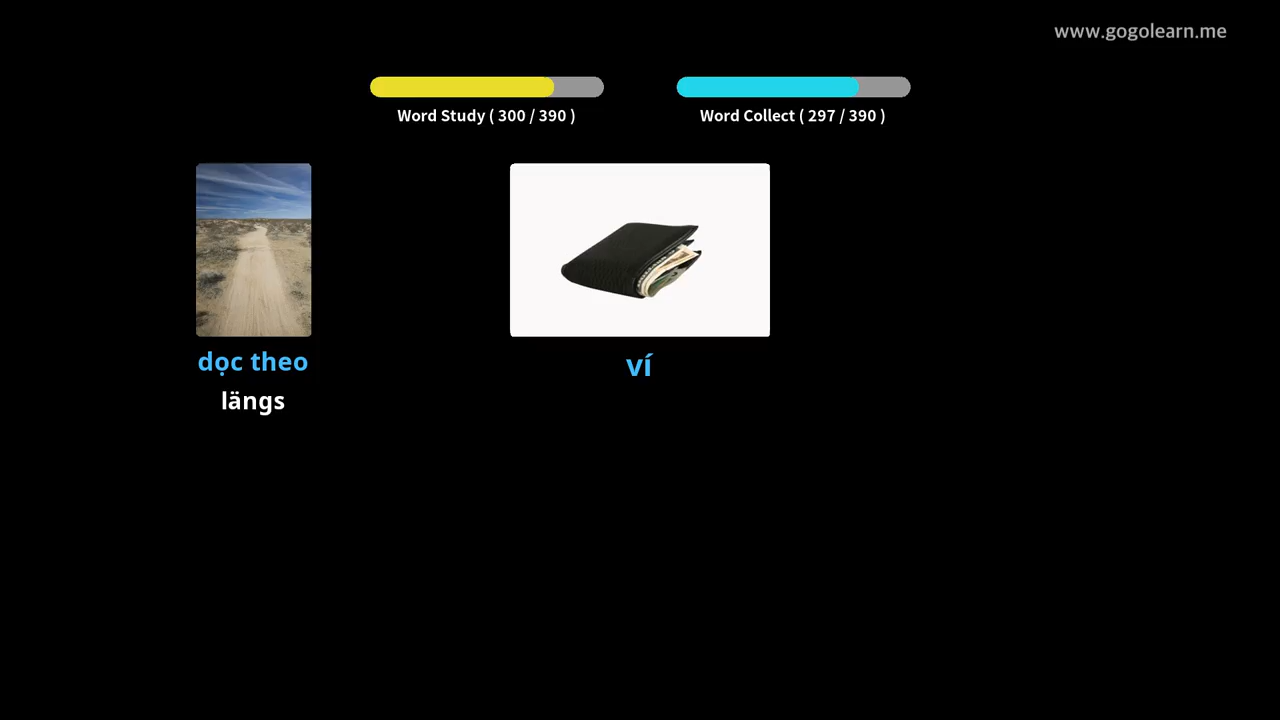 www.gogolearn.me
Word Study ( 300 / 390 )
Word Collect ( 297 / 390 )
dọc theo
längs
ví